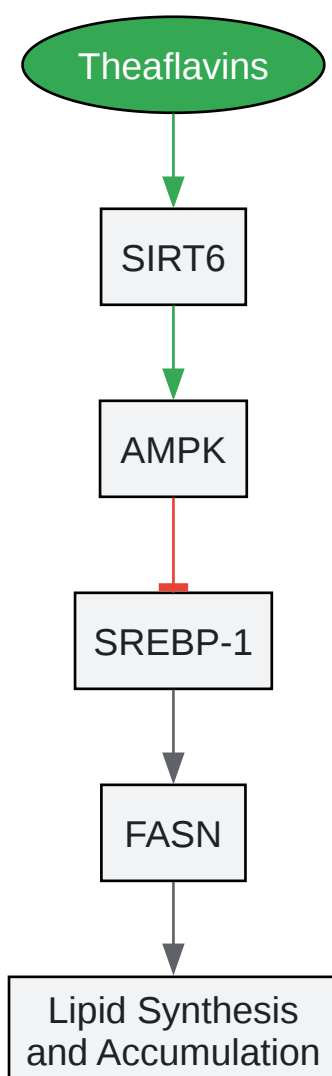 Theaflavins
SIRT6
AMPK
SREBP-1
FASN
Lipid Synthesis
and Accumulation